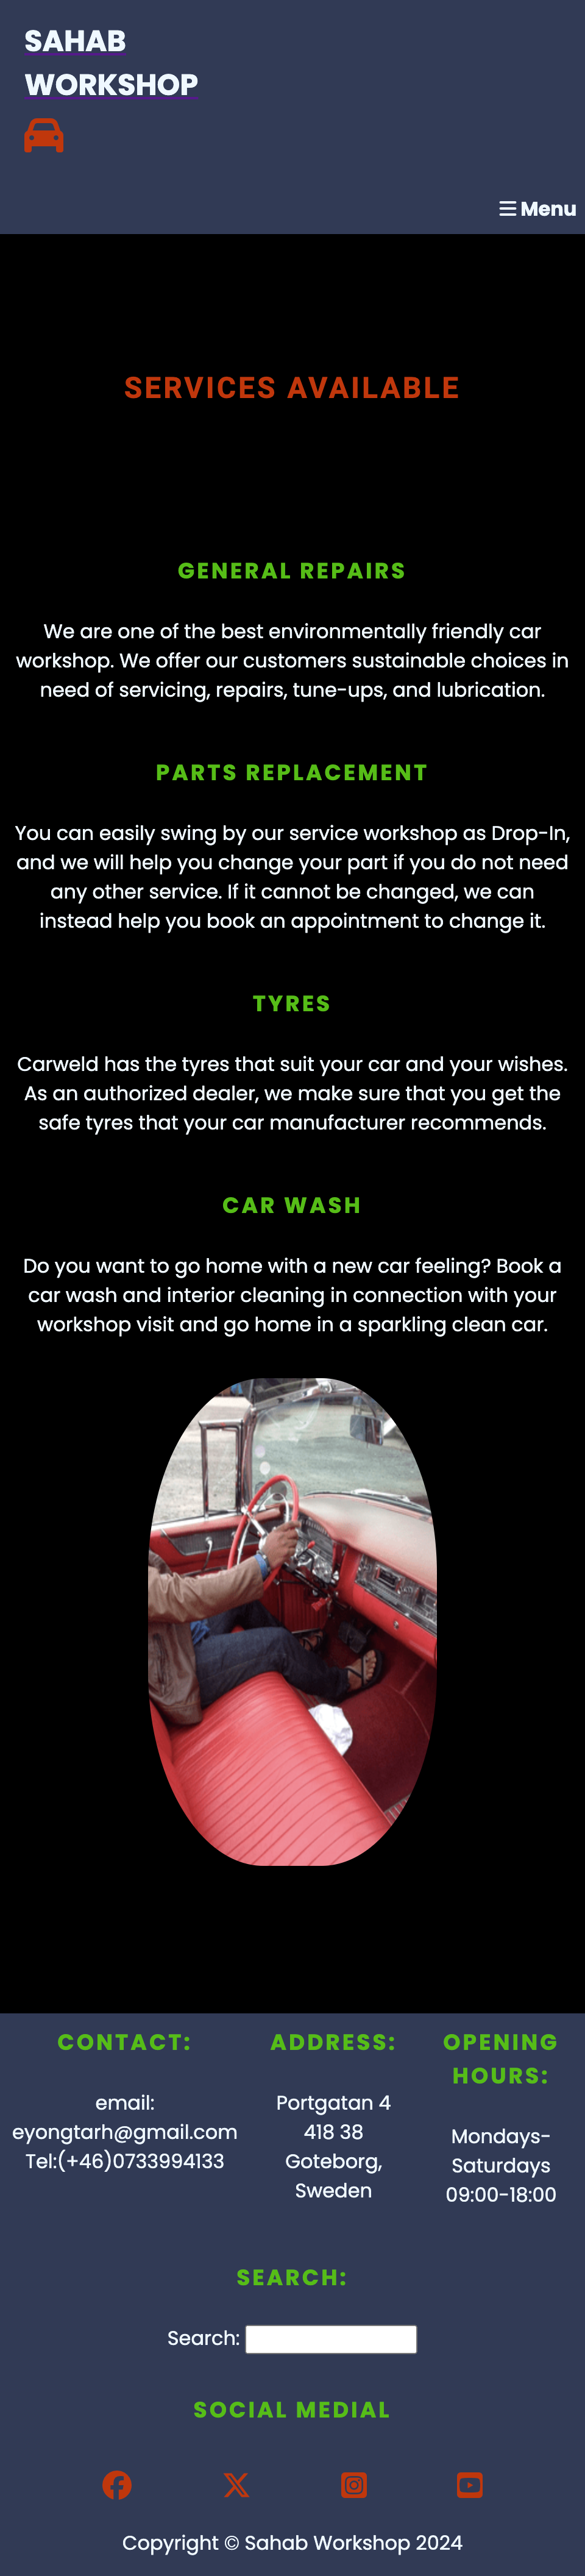 SAHAB
WORKSHOP
Menu
SERVICES AVAILABLE
GENERAL REPAIRS
We are one of the best environmentally friendly car
workshop. We offer our customers sustainable choices in
need of servicing, repairs, tune-ups, and lubrication.
PARTS REPLACEMENT
You can easily swing by our service workshop as Drop-In,
and we will help you change your part if you do not need
any other service. If it cannot be changed, we can
instead help you book an appointment to change it.
TYRES
Carweld has the tyres that suit your car and your wishes.
As an authorized dealer, we make sure that you get the
safe tyres that your car manufacturer recommends.
CAR WASH
Do you want to go home with a new car feeling? Book a
car wash and interior cleaning in connection with your
workshop visit and go home in a sparkling clean car.
CONTACT:
email:
eyongtarh@gmail.com
Tel:(+46)0733994133
ADDRESS:
Portgatan 4
418 38
Goteborg,
Sweden
OPENING
HOURS:
Mondays-
Saturdays
09:00-18:00
SEARCH:
Search:
SOCIAL MEDIAL
Copyright © Sahab Workshop 2024